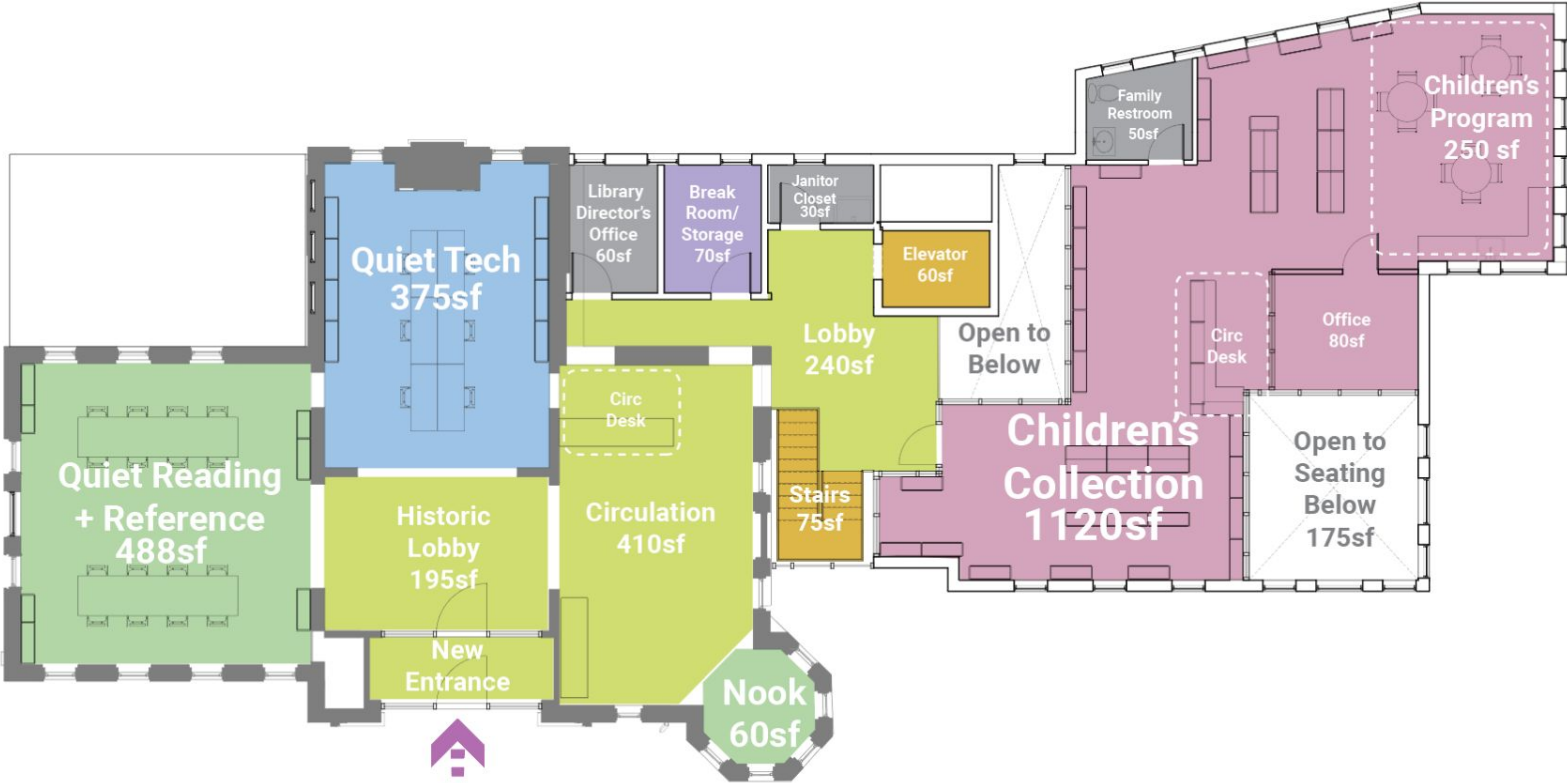 Family
Restroom
50sf
Children's
Program
250 sf
Library
Director's
Office
60sf
Break
Room/
Storage
70sf
Janitor
Closet
30sf
Quiet Tech
375sf
Elevator
60sf
Lobby
240sf
Open to
Below
Circ
Desk
Office
80sf
Circ
Desk
Children's
Collection
1120sf
Open to
Seating
Below
175sf
Quiet Reading
+ Reference
488sf
Historic
Lobby
195sf
Circulation
410sf
Stairs
75sf
New
Entrance
Nook
60sf